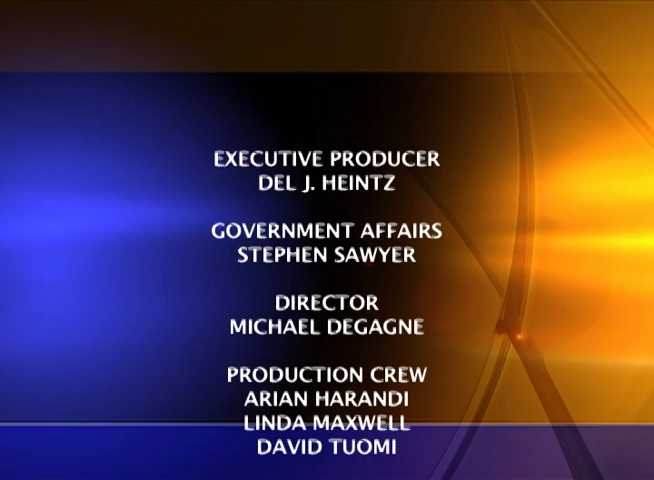 EXECUTIVE PRODUCER
DEL J. HEINTZ
GOVERNMENT AFFAIRS
STEPHEN SAWYER
DIRECTOR
MICHAEL DEGAGNE
PRODUCTION CREW
ARIAN HARANDI
LINDA MAXWELL
DAVID TUOMI